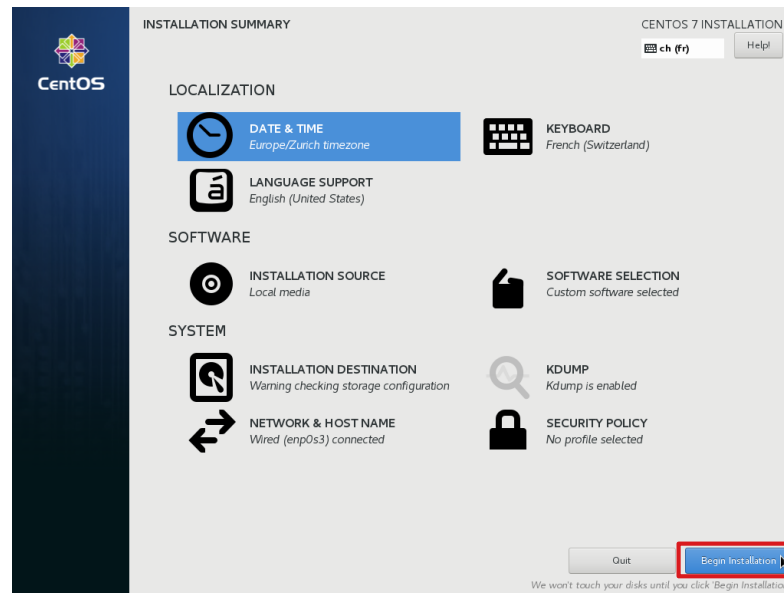 INSTALLATION SUMMARY
CENTOS 7 INSTALLATION
ch (fr)
Help!
CentOS
LOCALIZATION
DATE & TIME
Europe/Zurich timezone
KEYBOARD
French (Switzerland)
LANGUAGE SUPPORT
English (United States)
SOFTWARE
INSTALLATION SOURCE
Local media
SOFTWARE SELECTION
Custom software selected
SYSTEM
INSTALLATION DESTINATION
Warning checking storage configuration
KDUMP
Kdump is enabled
NETWORK & HOST NAME
Wired (enp0s3) connected
SECURITY POLICY
No profile selected
Quit
Begin Installation
We won't touch your disks until you click 'Begin Installatio